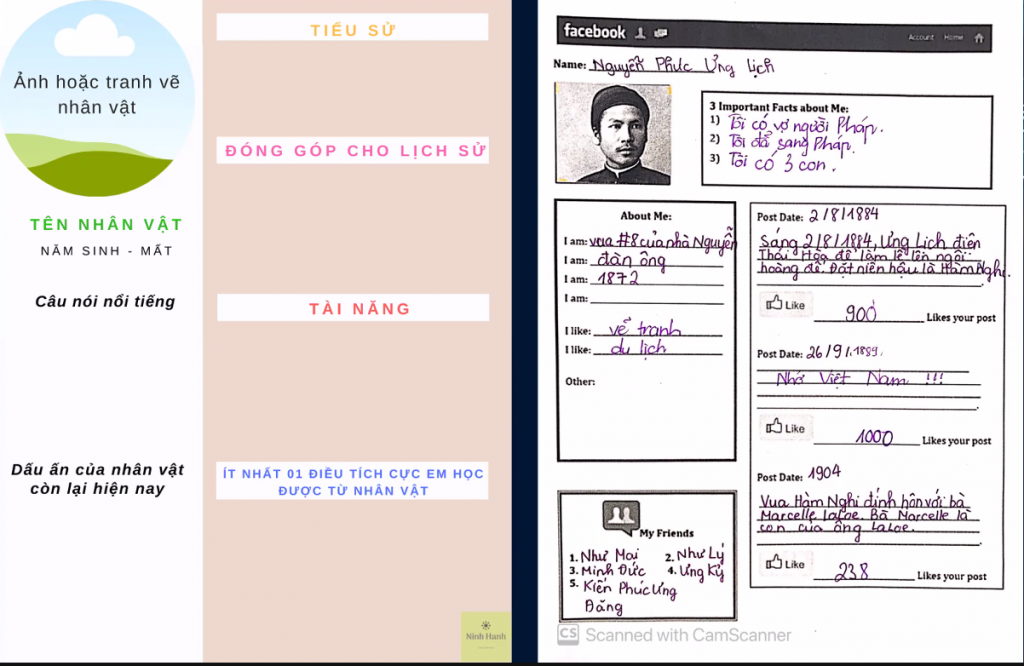 Ảnh hoặc tranh vẽ
nhân vật
TÊN NHÂN VẬT
NĂM SINH - MẤT
Câu nói nổi tiếng
Dấu ấn của nhân vật
còn lại hiện nay
TIỂU SỬ
ĐÓNG GÓP CHO LỊCH SỬ
TÀI NĂNG
ÍT NHẤT 01 ĐIỀU TÍCH CỰC EM HỌC
ĐƯỢC TỪ NHÂN VẬT
Ninh Hanh
facebook
Account Home
Name: Nguyễn Phúc Ưng Lịch
3 Important Facts about Me:
1) Tôi có vợ người Pháp.
2) Tôi đã sang Pháp.
3) Tôi có 3 con.
About Me:
I am: vua #8 của nhà Nguyễn
I am: đàn ông
I am: 1872
I am:
I like: vẽ tranh
I like: du lịch
Other:
My Friends
1. Như Mai 2. Như Lý
3. Minh Đức 4. Ưng Kỷ
5. Kiến Phúc Ưng
Đăng
Post Date: 2/8/1884
Sáng 2/8/1884, Ưng Lịch điện
Thái Hòa để làm lễ lên ngôi
hoàng đế. Đặt niên hậu là Hàm Nghi.
Like 900 Likes your post
Post Date: 26/9/1889.
Nhớ Việt Nam !!!
Like 1000 Likes your post
Post Date: 1904
Vua Hàm Nghi đính hôn với bà
Marcelle Laloe. Bà Marcelle là
con của ông Laloe.
Like 238 Likes your post
CS Scanned with CamScanner